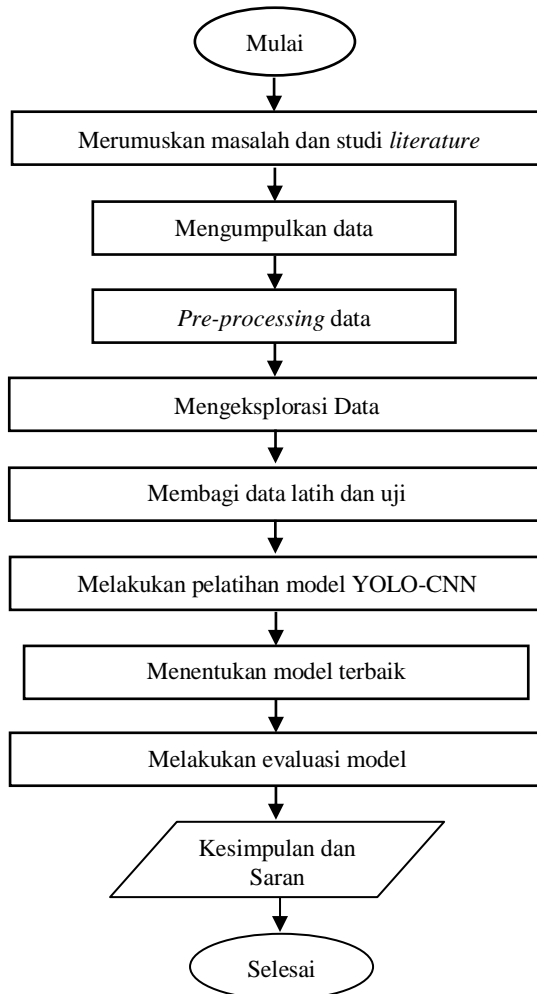 Mulai
Merumuskan masalah dan studi literature
Mengumpulkan data
Pre-processing data
Mengeksplorasi Data
Membagi data latih dan uji
Melakukan pelatihan model YOLO-CNN
Menentukan model terbaik
Melakukan evaluasi model
Kesimpulan dan
Saran
Selesai